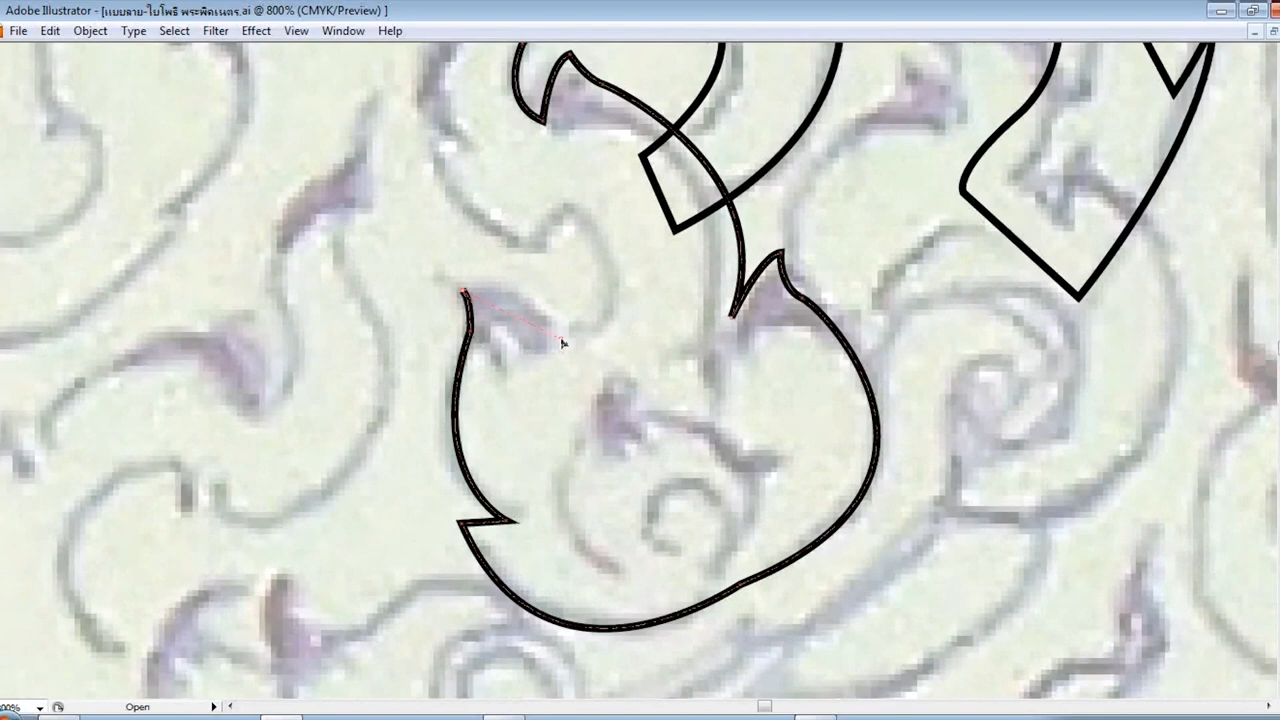 Adobe Illustrator - [แบบลาย-ใบโพธิ์ พระพิฆเนตร.ai @ 800% (CMYK/Preview) ]
File Edit Object Type Select Filter Effect View Window Help
Open